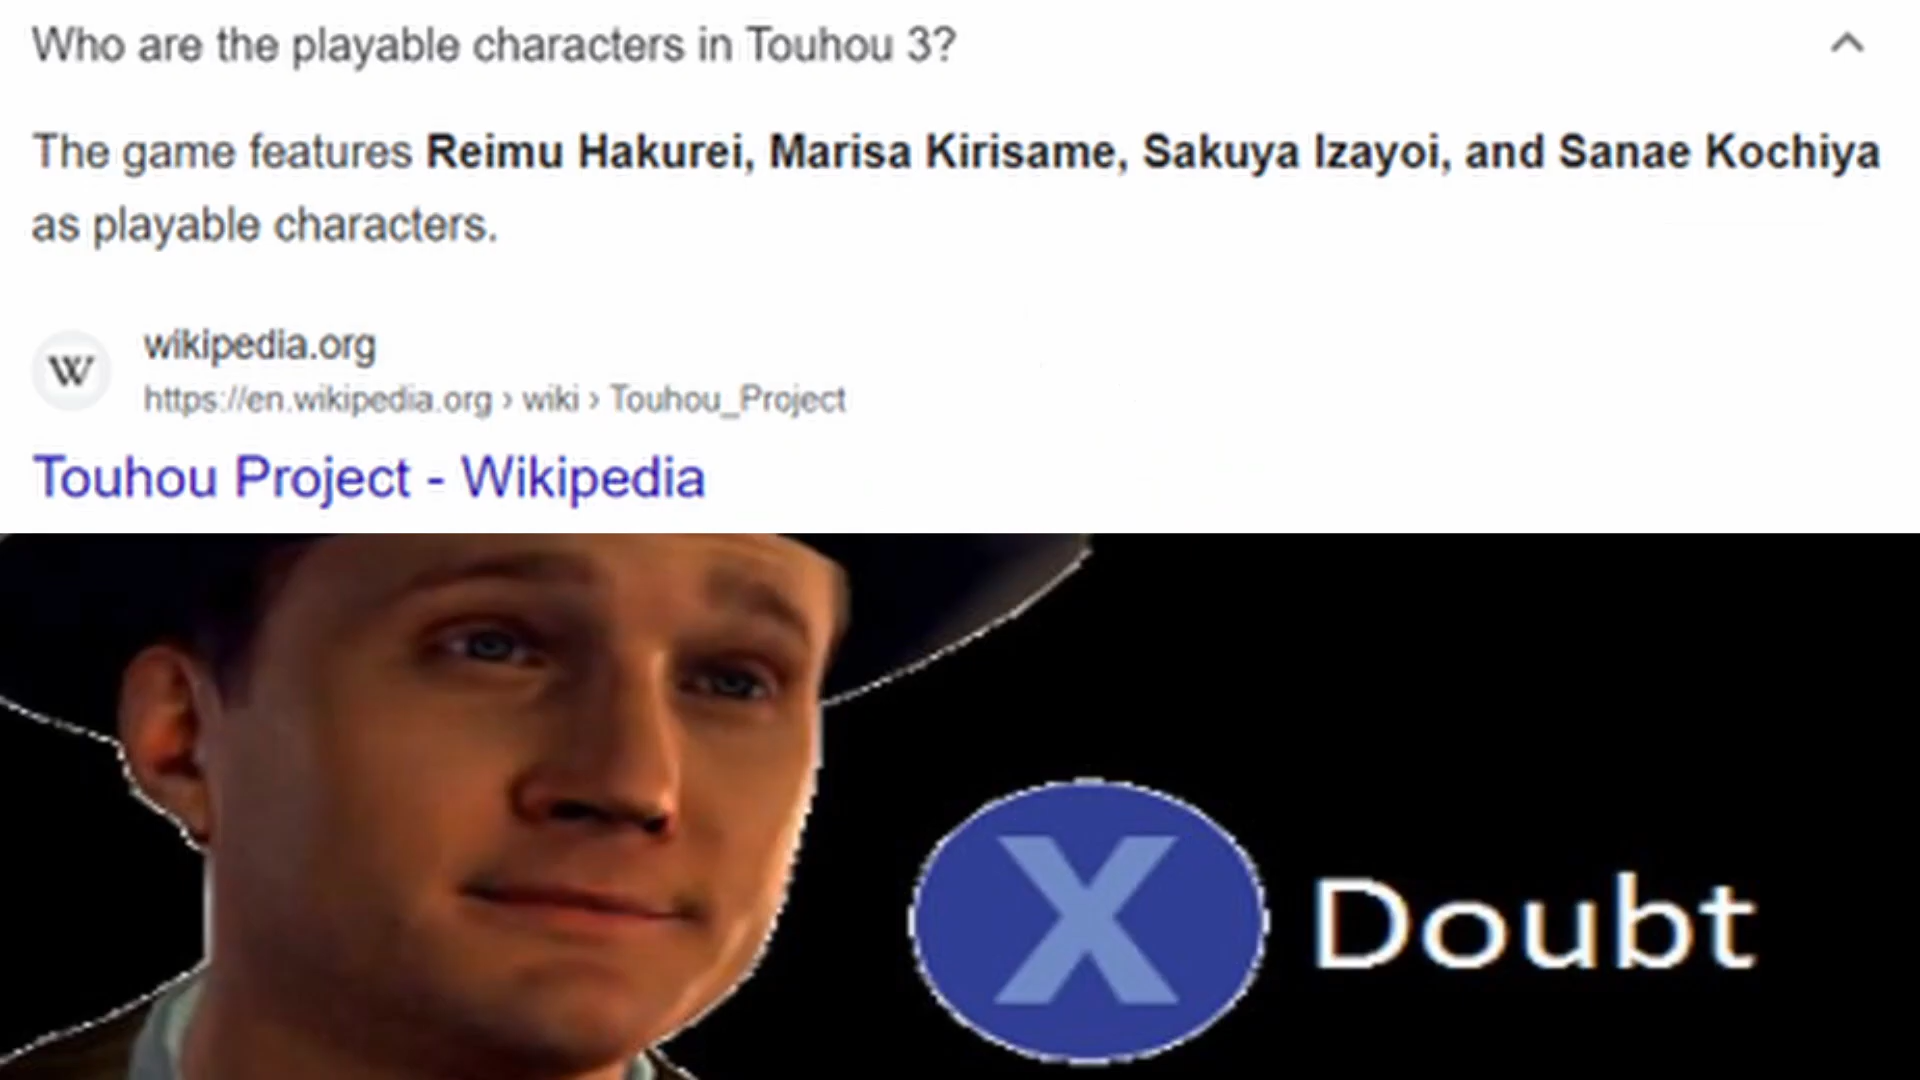 Who are the playable characters in Touhou 3?
The game features Reimu Hakurei, Marisa Kirisame, Sakuya Izayoi, and Sanae Kochiya
as playable characters.
W
wikipedia.org
https://en.wikipedia.org › wiki › Touhou_Project
Touhou Project - Wikipedia
X Doubt